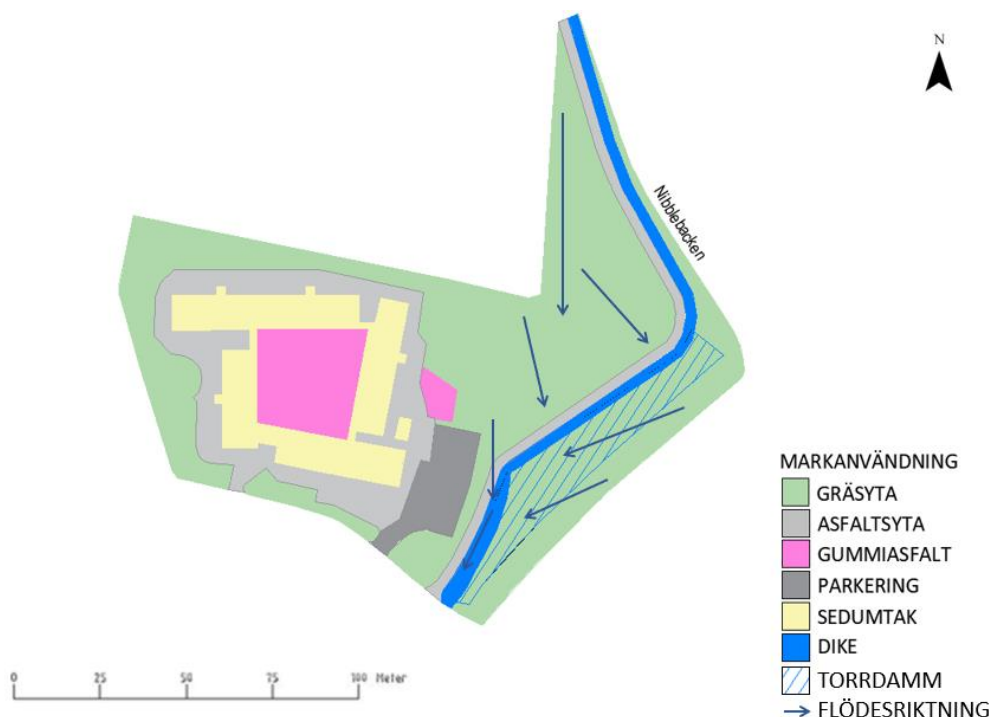 N
Nibblebacken
MARKANVÄNDNING
GRÄSYTA
ASFALTSYTA
GUMMIASFALT
PARKERING
SEDUMTAK
DIKE
TORRDAMM
FLÖDESRIKTNING
0 25 50 75 100 Meter